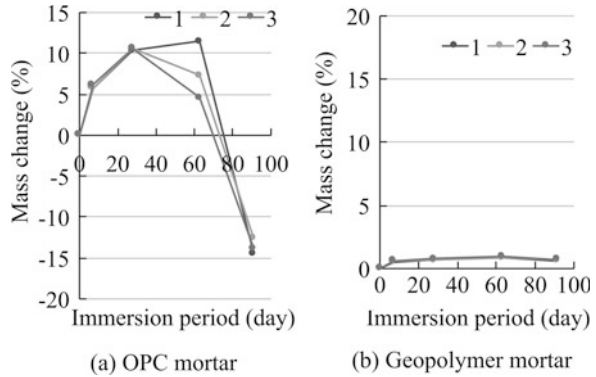 15
1 2 3
10
5
0
0 20 40 60 80 100
-5
-10
-15
-20
Mass change (%)
Immersion period (day)
(a) OPC mortar
20
1 2 3
15
10
5
0
0 20 40 60 80 100
Mass change (%)
Immersion period (day)
(b) Geopolymer mortar